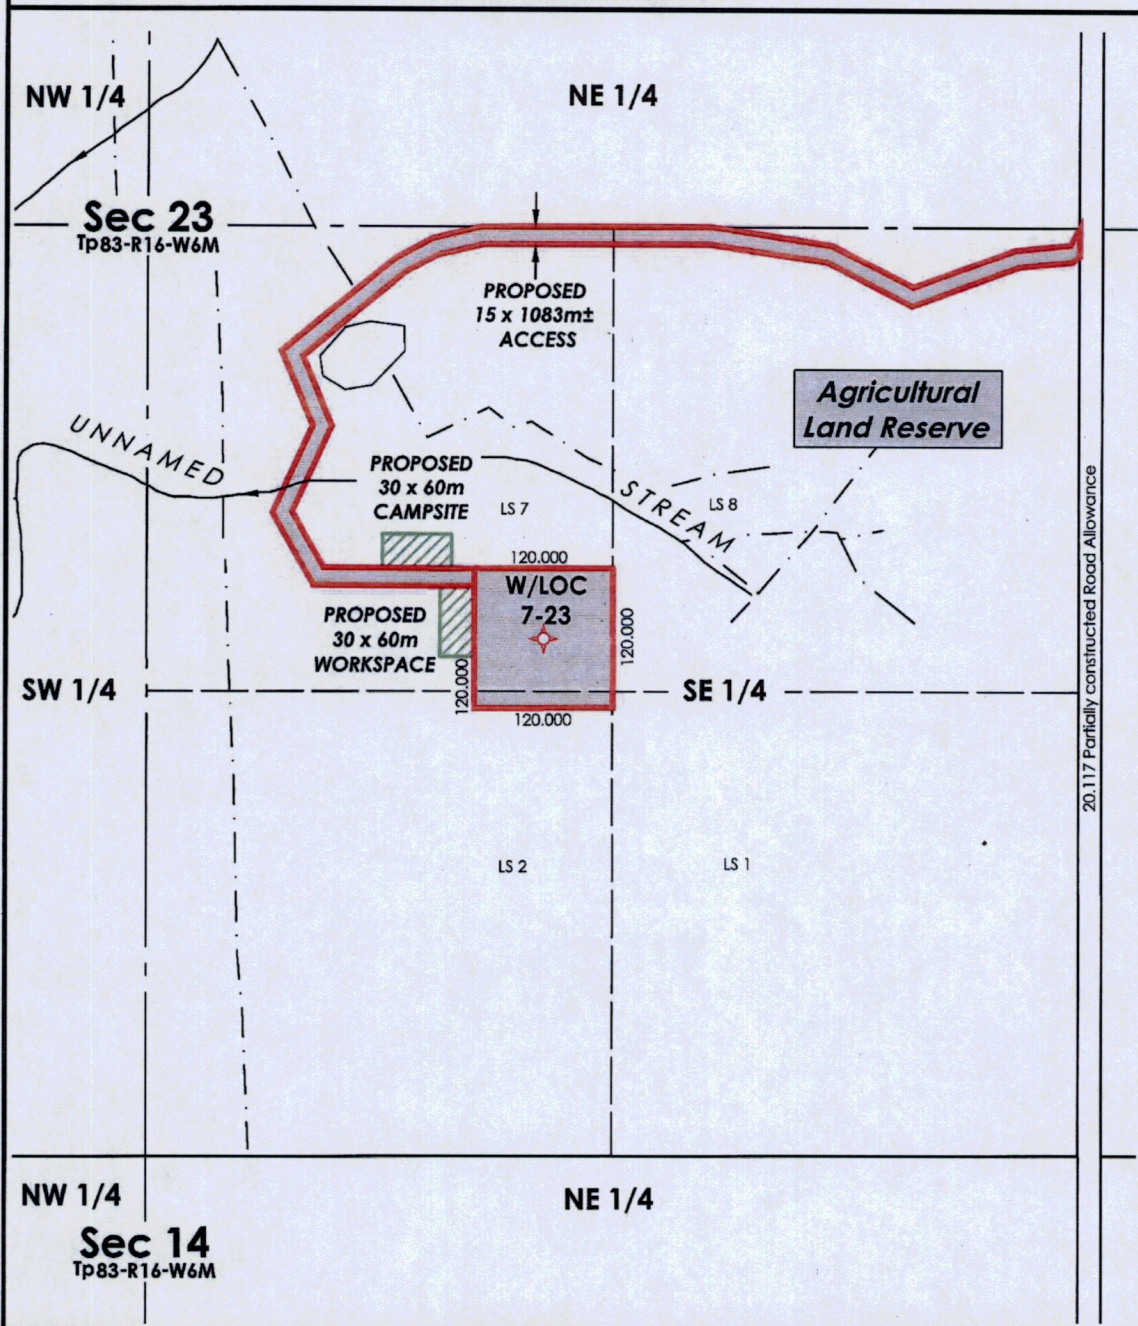 NW 1/4
NE 1/4
Sec 23
Tp83-R16-W6M
PROPOSED
15 x 1083m±
ACCESS
Agricultural
Land Reserve
UNNAMED
PROPOSED
30 x 60m
CAMPSITE
LS 7
STREAM
LS 8
120.000
W/LOC
7-23
PROPOSED
30 x 60m
WORKSPACE
120.000
120.000
SW 1/4
SE 1/4
120.000
20.117 Partially constructed Road Allowance
LS 2
LS 1
NW 1/4
NE 1/4
Sec 14
Tp83-R16-W6M